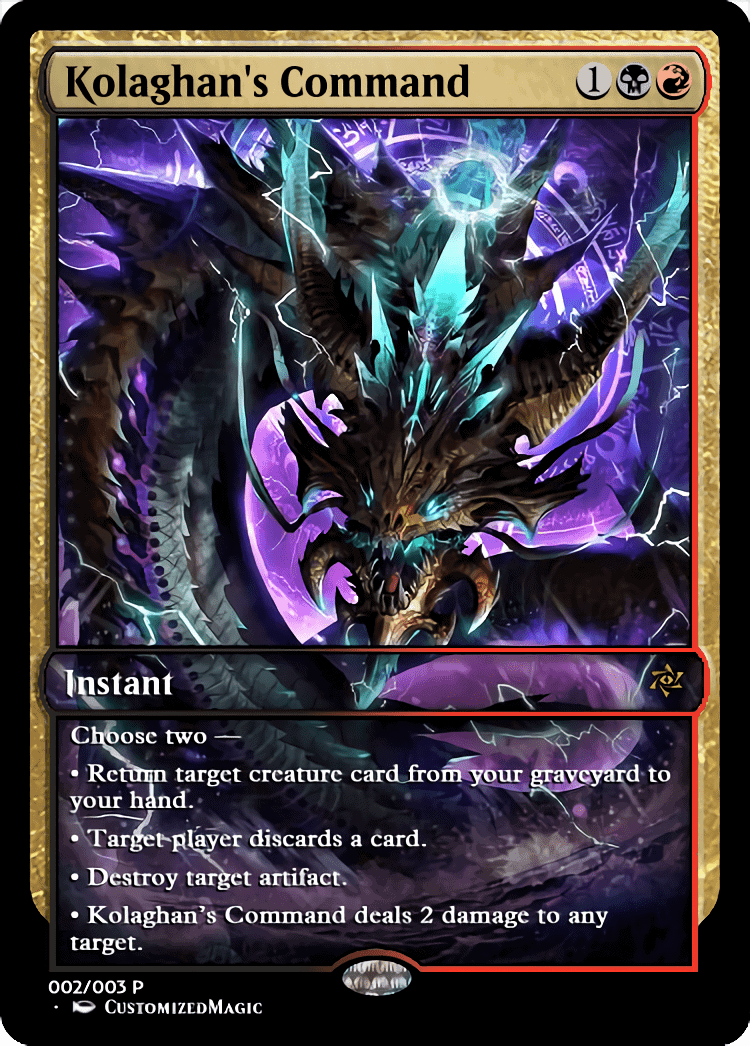 Kolaghan's Command 1
Instant
Choose two —
• Return target creature card from your graveyard to
your hand.
• Target player discards a card.
• Destroy target artifact.
• Kolaghan's Command deals 2 damage to any
target.
002/003 P
· CustomizedMagic